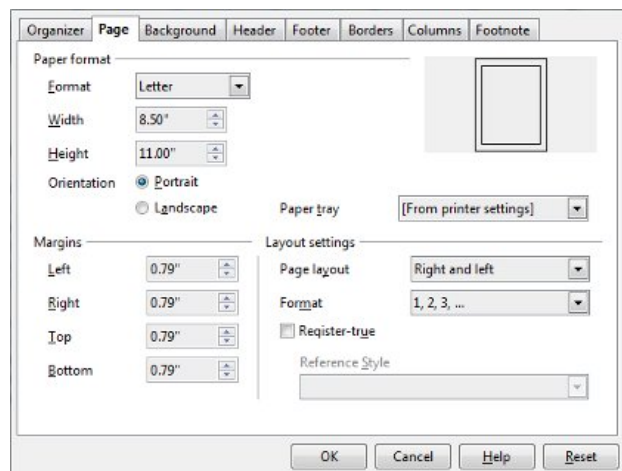 Organizer Page Background Header Footer Borders Columns Footnote
Paper format
Format Letter
Width 8.50"
Height 11.00"
Orientation Portrait
Landscape
Paper tray [From printer settings]
Margins
Left 0.79"
Right 0.79"
Top 0.79"
Bottom 0.79"
Layout settings
Page layout Right and left
Format 1, 2, 3, ...
Register-true
Reference Style
OK Cancel Help Reset